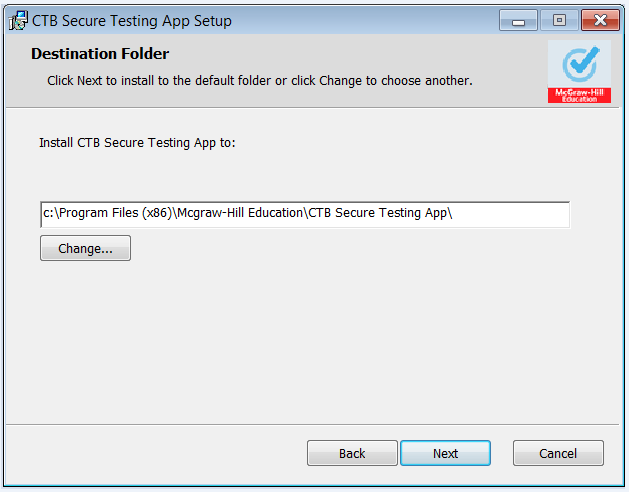 CTB Secure Testing App Setup
Destination Folder
Click Next to install to the default folder or click Change to choose another.
McGraw-Hill
Education
Install CTB Secure Testing App to:
c:\Program Files (x86)\Mcgraw-Hill Education\CTB Secure Testing App\
Change...
Back Next Cancel